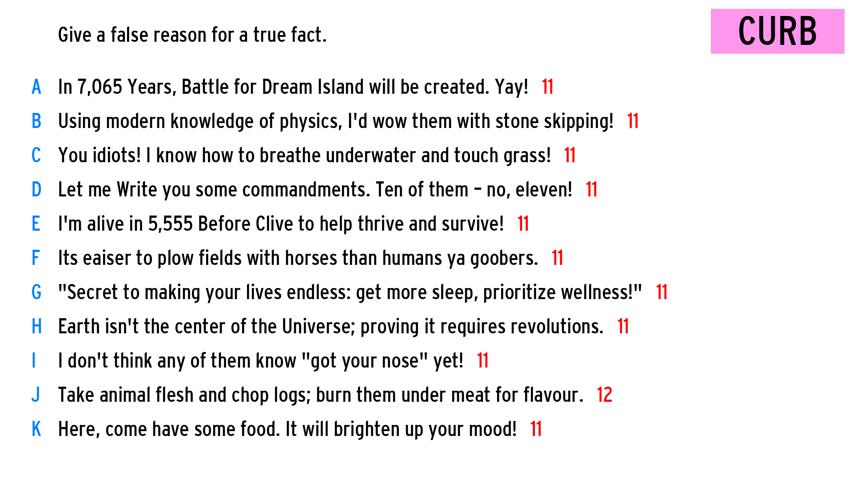 Give a false reason for a true fact.
CURB
A In 7,065 Years, Battle for Dream Island will be created. Yay! 11
B Using modern knowledge of physics, I'd wow them with stone skipping! 11
C You idiots! I know how to breathe underwater and touch grass! 11
D Let me Write you some commandments. Ten of them – no, eleven! 11
E I'm alive in 5,555 Before Clive to help thrive and survive! 11
F Its eaiser to plow fields with horses than humans ya goobers. 11
G "Secret to making your lives endless: get more sleep, prioritize wellness!" 11
H Earth isn't the center of the Universe; proving it requires revolutions. 11
I I don't think any of them know "got your nose" yet! 11
J Take animal flesh and chop logs; burn them under meat for flavour. 12
K Here, come have some food. It will brighten up your mood! 11